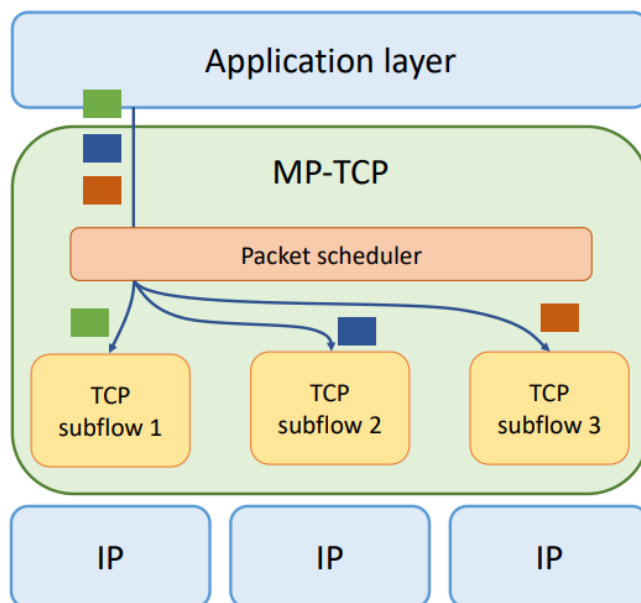 Application layer
MP-TCP
Packet scheduler
TCP
subflow 1
TCP
subflow 2
TCP
subflow 3
IP
IP
IP